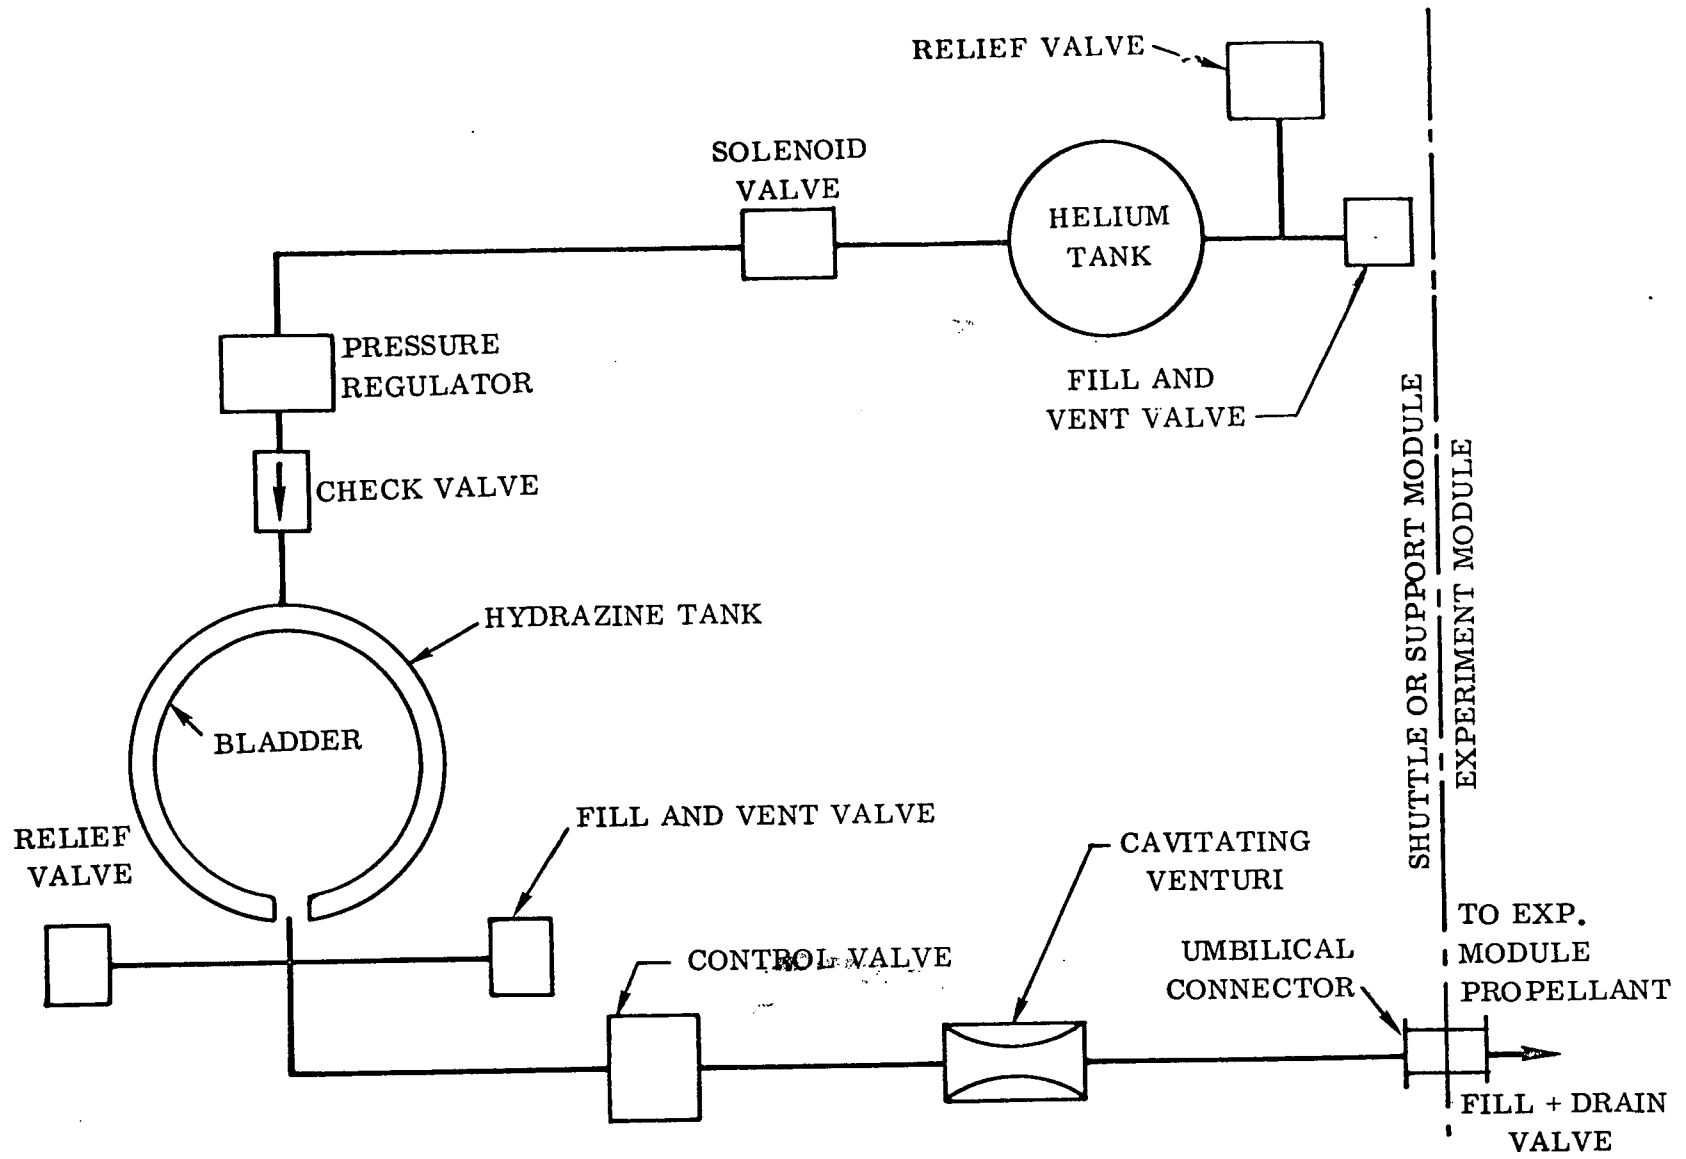 RELIEF VALVE
SOLENOID
VALVE
HELIUM
TANK
PRESSURE
REGULATOR
FILL AND
VENT VALVE
CHECK VALVE
SHUTTLE OR SUPPORT MODULE
EXPERIMENT MODULE
HYDRAZINE TANK
BLADDER
RELIEF
VALVE
FILL AND VENT VALVE
CAVITATING
VENTURI
CONTROL VALVE
UMBILICAL
CONNECTOR
TO EXP.
MODULE
PROPELLANT
FILL + DRAIN
VALVE